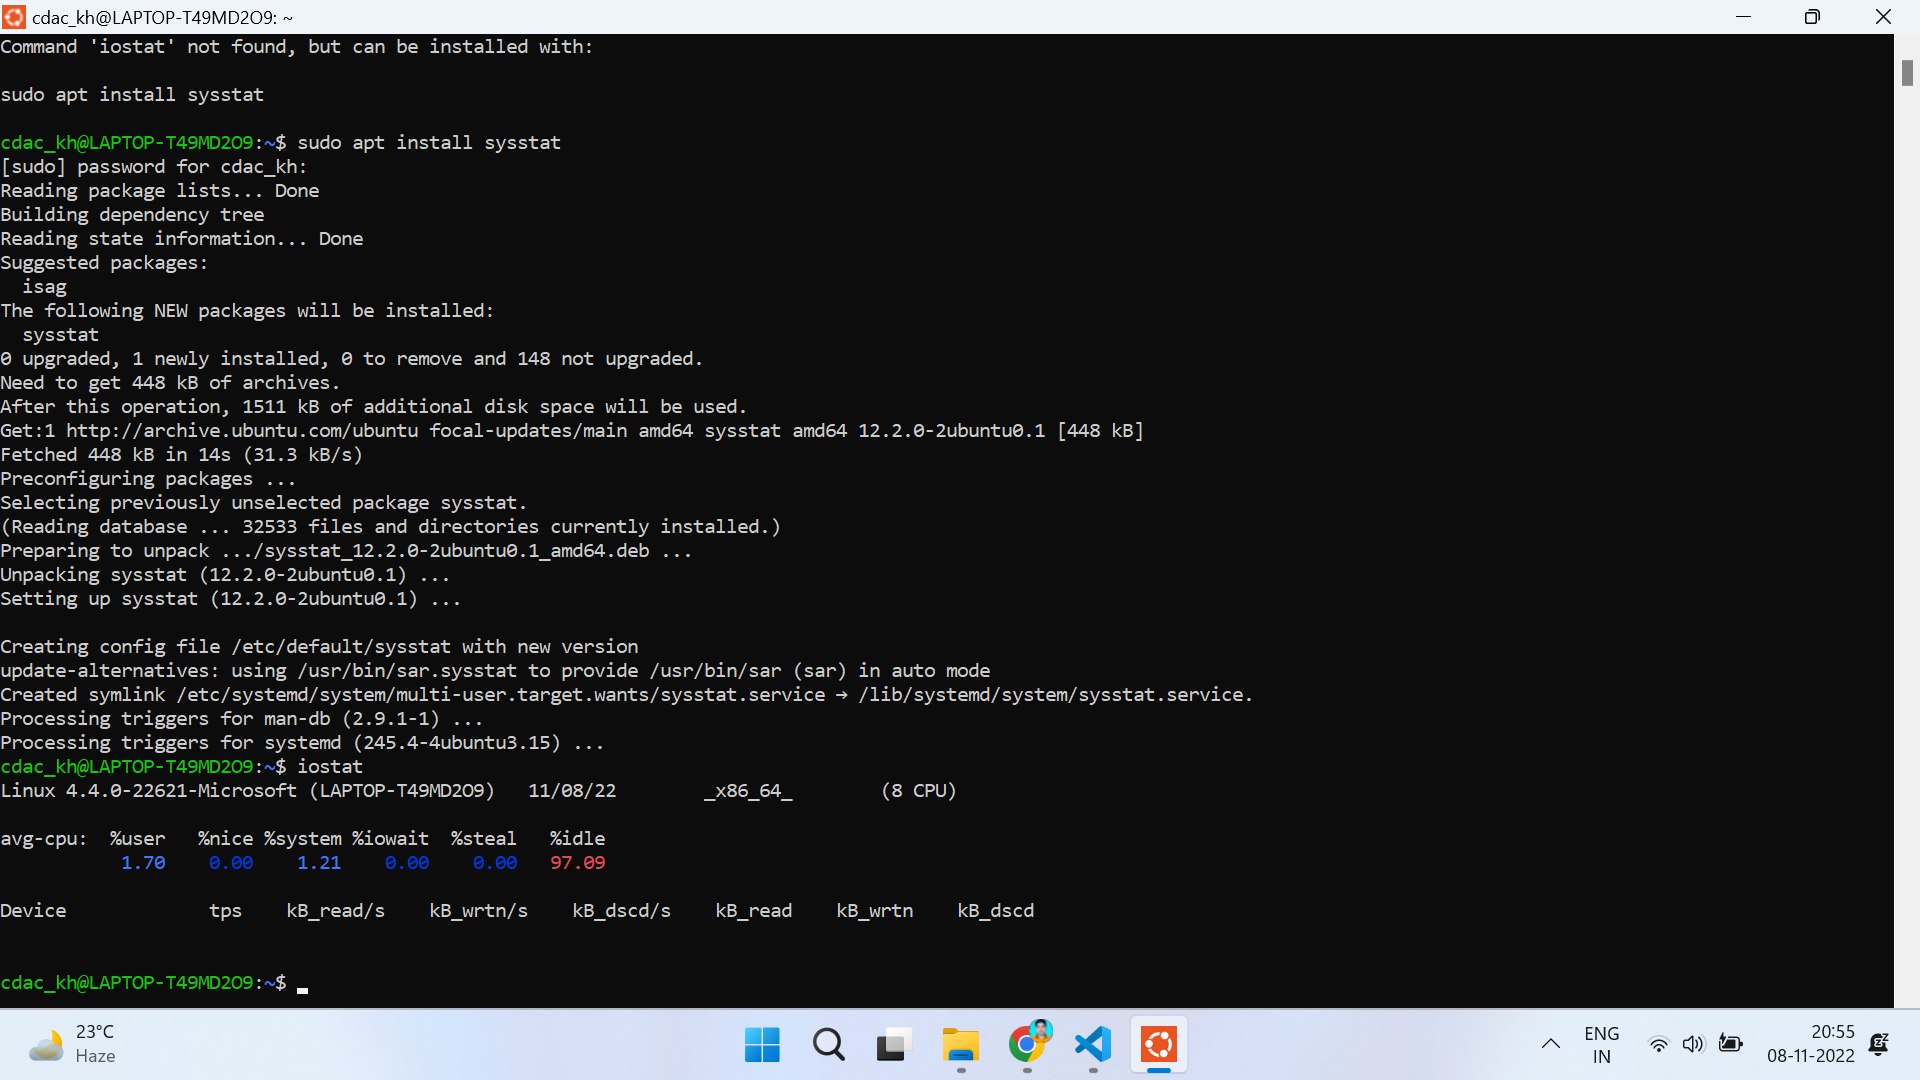 cdac_kh@LAPTOP-T49MD2O9: ~
Command 'iostat' not found, but can be installed with:
sudo apt install sysstat
cdac_kh@LAPTOP-T49MD2O9:~$ sudo apt install sysstat
[sudo] password for cdac_kh:
Reading package lists... Done
Building dependency tree
Reading state information... Done
Suggested packages:
  isag
The following NEW packages will be installed:
  sysstat
0 upgraded, 1 newly installed, 0 to remove and 148 not upgraded.
Need to get 448 kB of archives.
After this operation, 1511 kB of additional disk space will be used.
Get:1 http://archive.ubuntu.com/ubuntu focal-updates/main amd64 sysstat amd64 12.2.0-2ubuntu0.1 [448 kB]
Fetched 448 kB in 14s (31.3 kB/s)
Preconfiguring packages ...
Selecting previously unselected package sysstat.
(Reading database ... 32533 files and directories currently installed.)
Preparing to unpack .../sysstat_12.2.0-2ubuntu0.1_amd64.deb ...
Unpacking sysstat (12.2.0-2ubuntu0.1) ...
Setting up sysstat (12.2.0-2ubuntu0.1) ...
Creating config file /etc/default/sysstat with new version
update-alternatives: using /usr/bin/sar.sysstat to provide /usr/bin/sar (sar) in auto mode
Created symlink /etc/systemd/system/multi-user.target.wants/sysstat.service → /lib/systemd/system/sysstat.service.
Processing triggers for man-db (2.9.1-1) ...
Processing triggers for systemd (245.4-4ubuntu3.15) ...
cdac_kh@LAPTOP-T49MD2O9:~$ iostat
Linux 4.4.0-22621-Microsoft (LAPTOP-T49MD2O9)   11/08/22        _x86_64_        (8 CPU)
avg-cpu:  %user   %nice %system %iowait  %steal   %idle
           1.70    0.00    1.21    0.00    0.00   97.09
Device             tps    kB_read/s    kB_wrtn/s    kB_dscd/s    kB_read    kB_wrtn    kB_dscd
cdac_kh@LAPTOP-T49MD2O9:~$
23°C
Haze
ENG
IN
20:55
08-11-2022